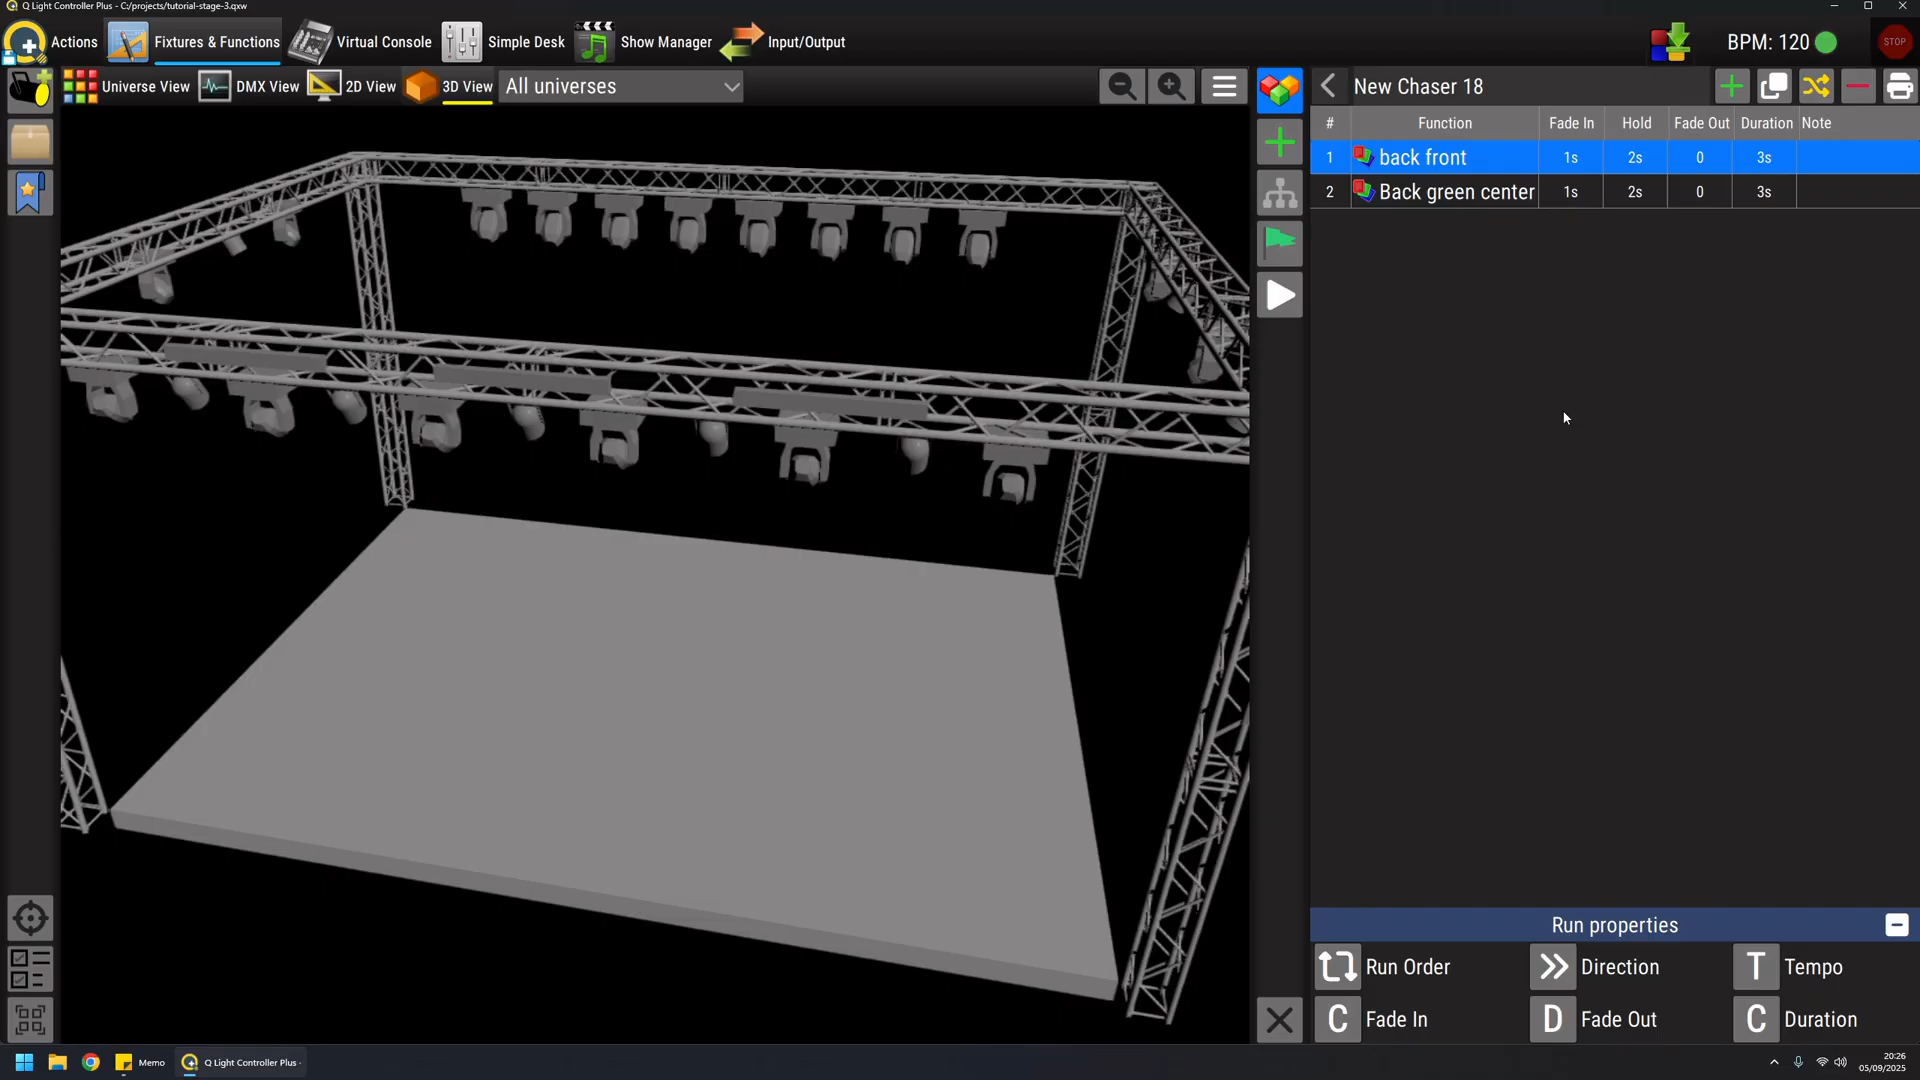 Q Light Controller Plus - C:/projects/tutorial-stage-3.qxw
Actions Fixtures & Functions Virtual Console Simple Desk Show Manager Input/Output BPM: 120 STOP
Universe View DMX View 2D View 3D View All universes New Chaser 18
# Function Fade In Hold Fade Out Duration Note
1 back front 1s 2s 0 3s
2 Back green center 1s 2s 0 3s
Run properties
Run Order Direction T Tempo
C Fade In D Fade Out C Duration
Memo Q Light Controller Plus - 20:26
05/09/2025